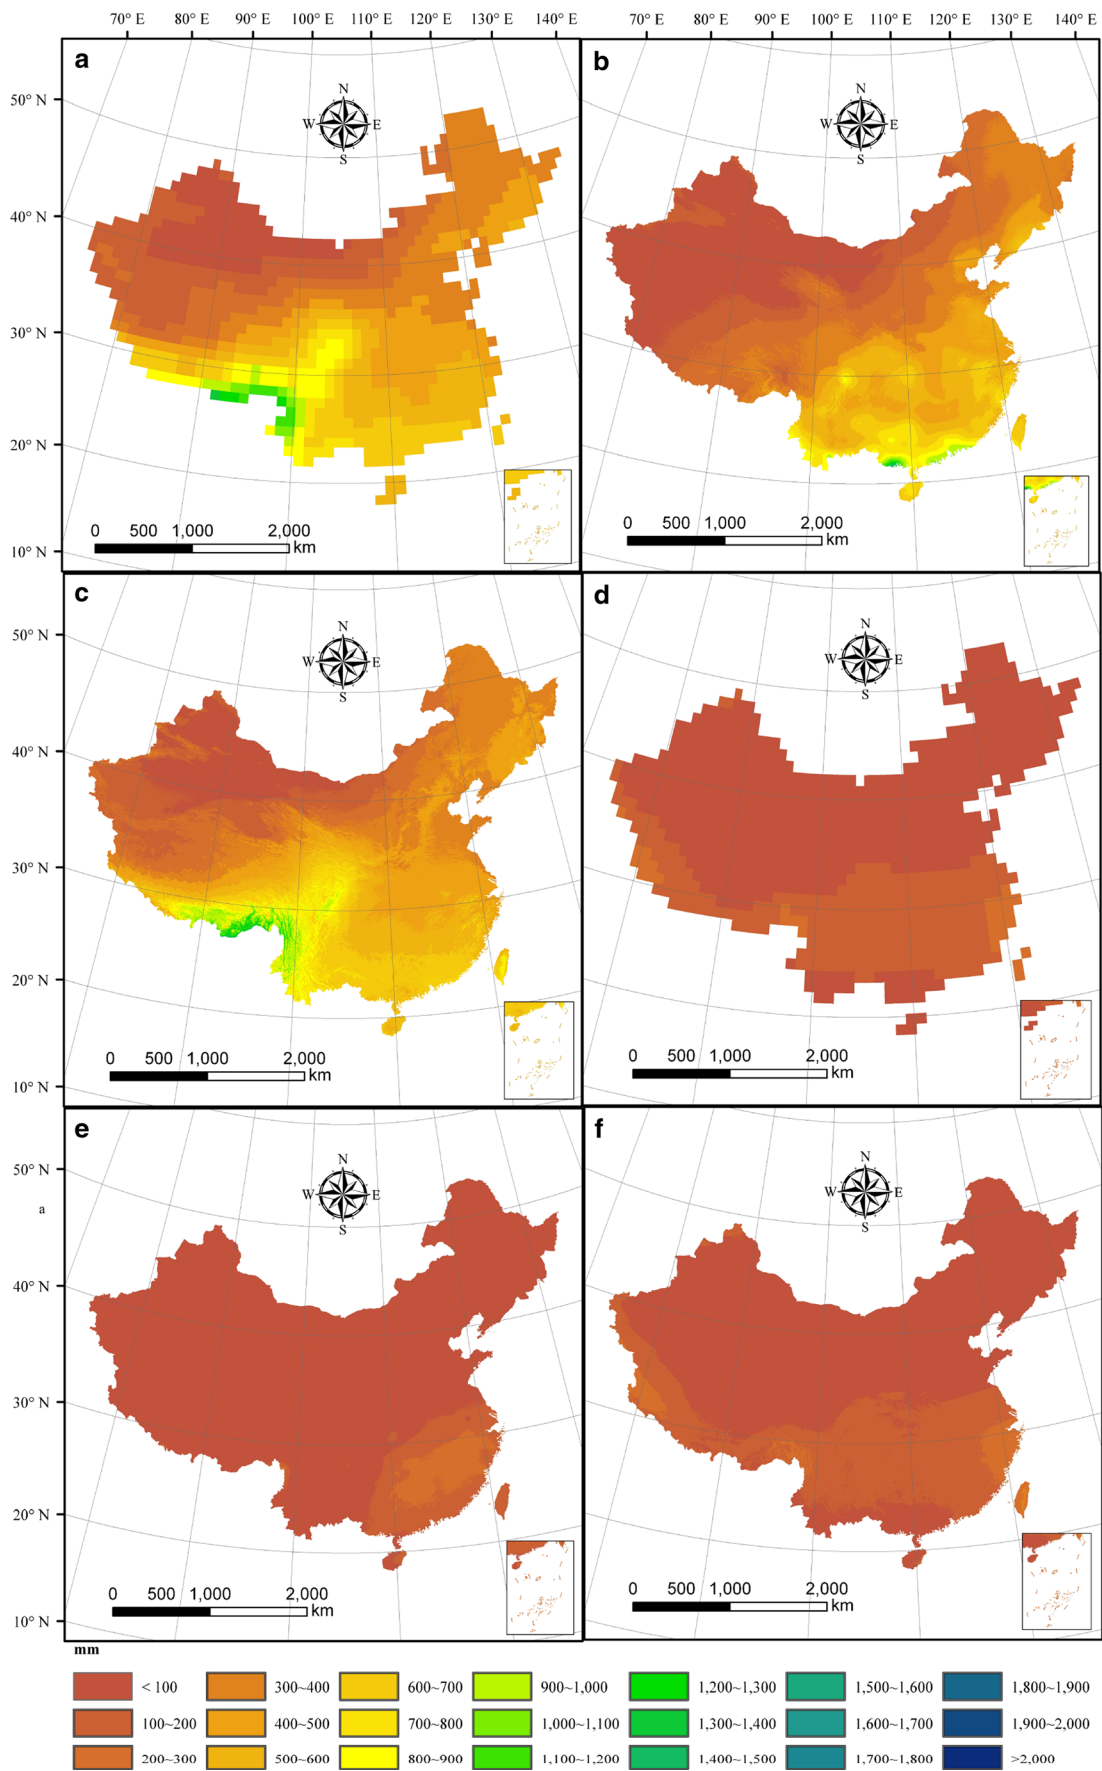 70° E 80° E 90° E 100° E 110° E 120° E 130° E 140° E 70° E 80° E 90° E 100° E 110° E 120° E 130° E 140° E
a
N
W E
S
50° N
40° N
30° N
20° N
10° N
0 500 1,000 2,000
km
b
N
W E
S
0 500 1,000 2,000
km
c
N
W E
S
50° N
40° N
30° N
20° N
10° N
0 500 1,000 2,000
km
d
N
W E
S
0 500 1,000 2,000
km
e
N
W E
S
50° N
a
40° N
30° N
20° N
10° N
0 500 1,000 2,000
km
f
N
W E
S
0 500 1,000 2,000
km
mm
< 100 300~400 600~700 900~1,000 1,200~1,300 1,500~1,600 1,800~1,900
100~200 400~500 700~800 1,000~1,100 1,300~1,400 1,600~1,700 1,900~2,000
200~300 500~600 800~900 1,100~1,200 1,400~1,500 1,700~1,800 >2,000